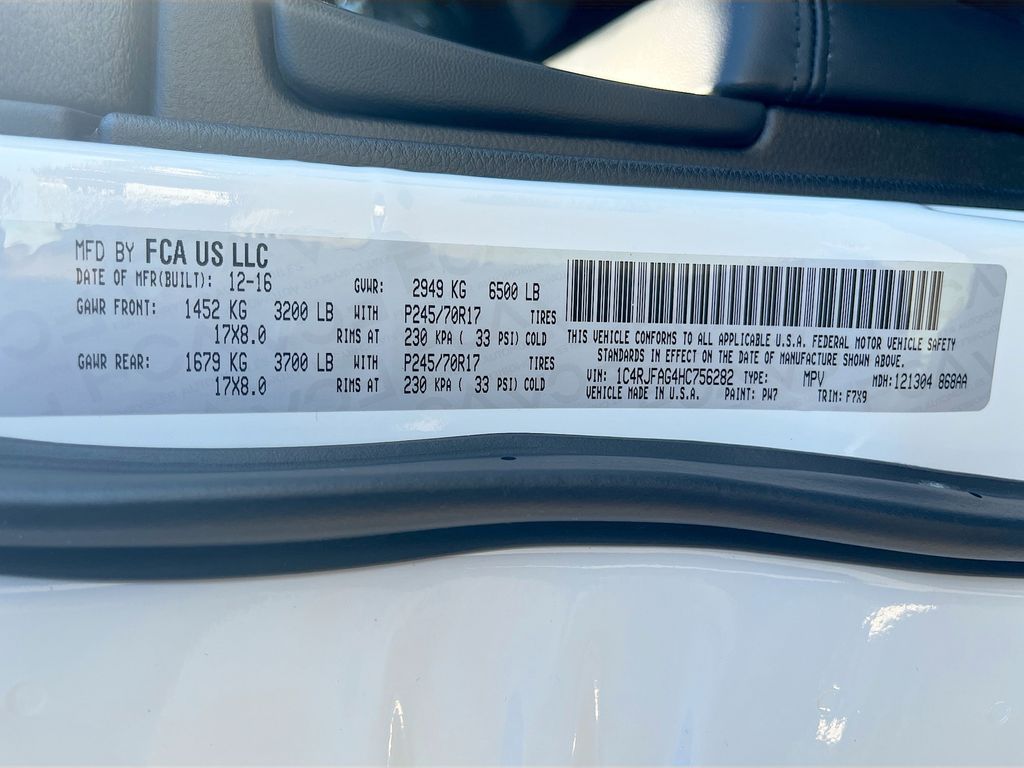 MFD BY FCA US LLC
DATE OF MFR(BUILT): 12-16 GVWR: 2949 KG 6500 LB
GAWR FRONT: 1452 KG 3200 LB WITH P245/70R17 TIRES
17X8.0 RIMS AT 230 KPA ( 33 PSI) COLD
GAWR REAR: 1679 KG 3700 LB WITH P245/70R17 TIRES
17X8.0 RIMS AT 230 KPA ( 33 PSI) COLD
THIS VEHICLE CONFORMS TO ALL APPLICABLE U.S.A. FEDERAL MOTOR VEHICLE SAFETY
STANDARDS IN EFFECT ON THE DATE OF MANUFACTURE SHOWN ABOVE.
VIN: 1C4RJFAG4HC756282 TYPE: MPV MDH:121304 868AA
VEHICLE MADE IN U.S.A. PAINT: PW7 TRIM: F7X9